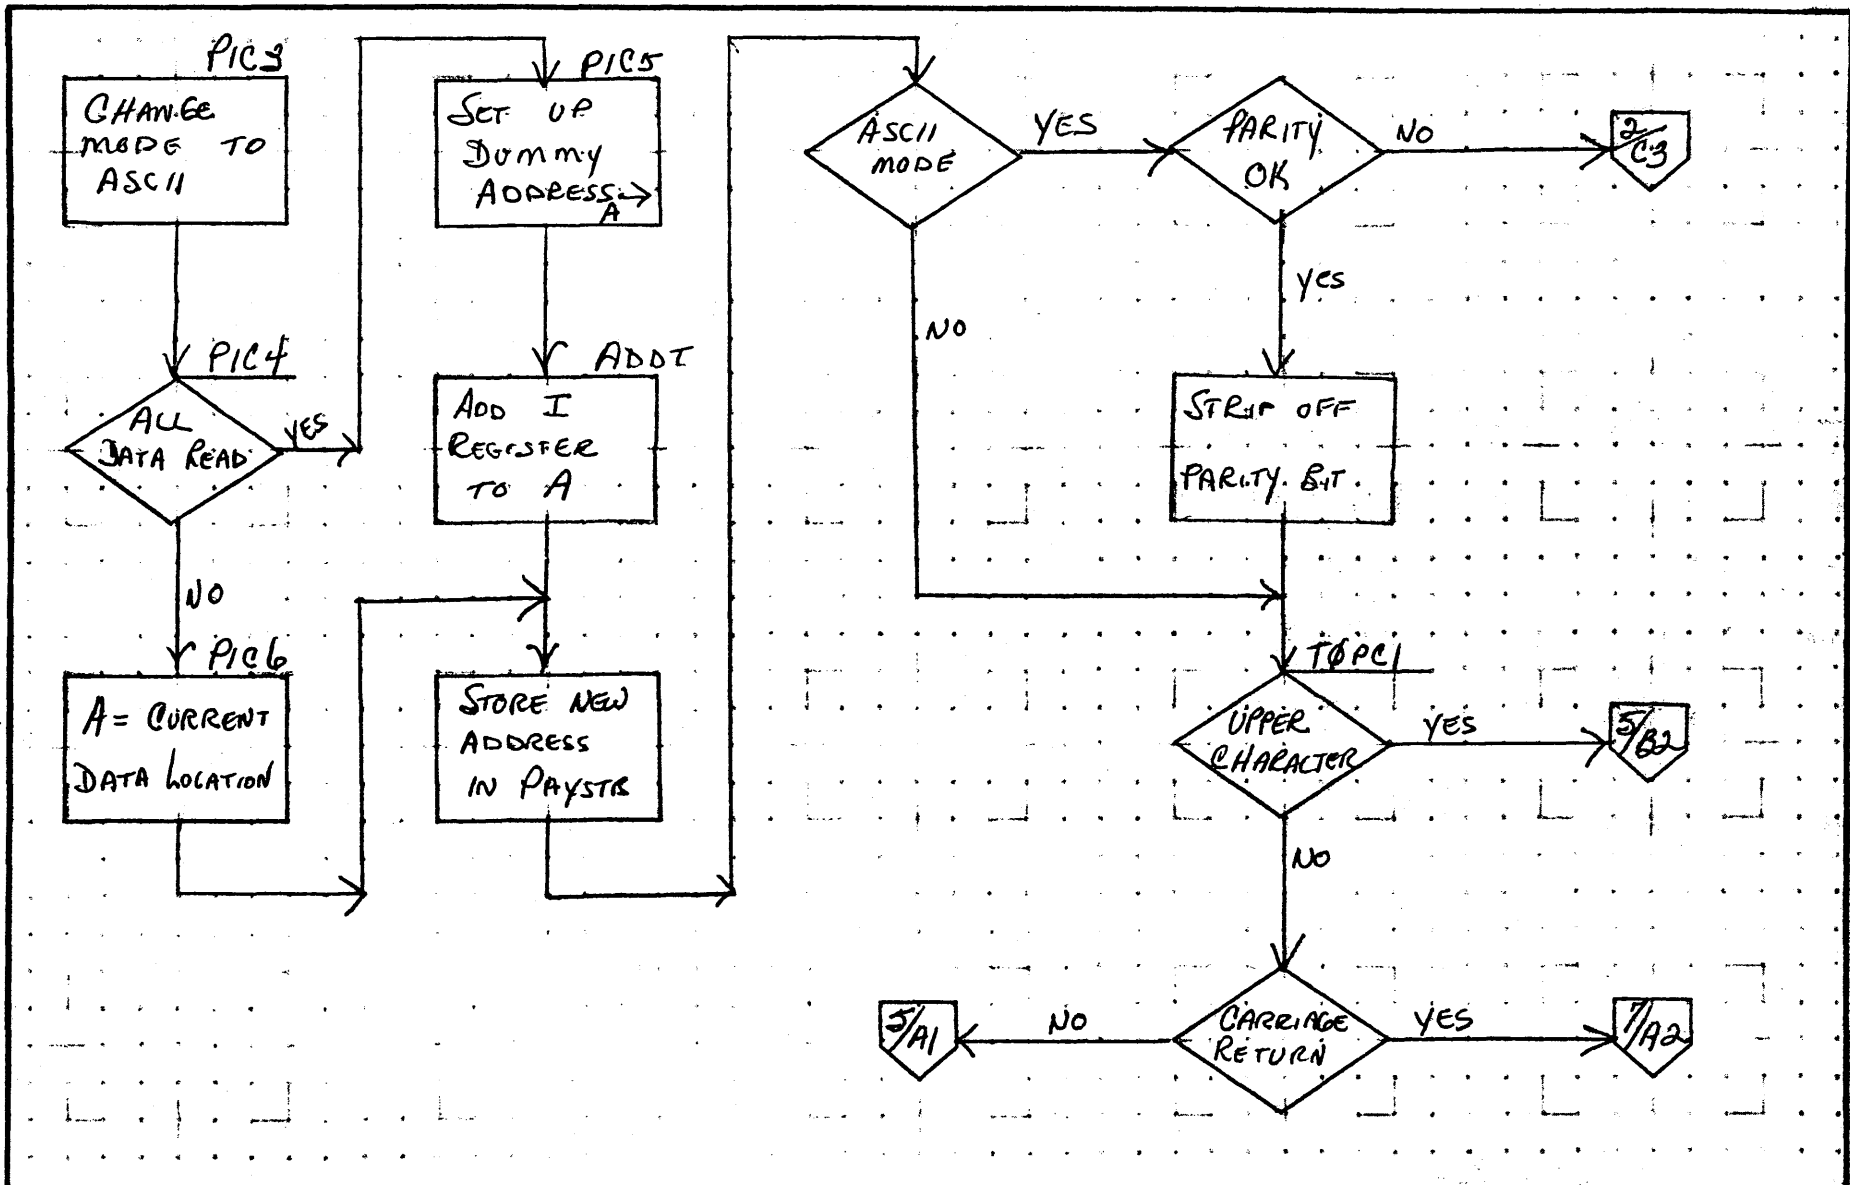 PIC3
CHANGE
MODE TO
ASCII
PIC4
ALL
DATA READ
YES
NO
PIC6
A = CURRENT
DATA LOCATION
PIC5
SET UP
DUMMY
ADDRESS→
A
ADDI
ADD I
REGISTER
TO A
STORE NEW
ADDRESS
IN PAYSTB
ASCII
MODE
YES
NO
PARITY
OK
NO
2/C3
YES
STRIP OFF
PARITY BIT
TØPC1
UPPER
CHARACTER
YES
5/B2
NO
CARRIAGE
RETURN
NO
5/A1
YES
7/A2